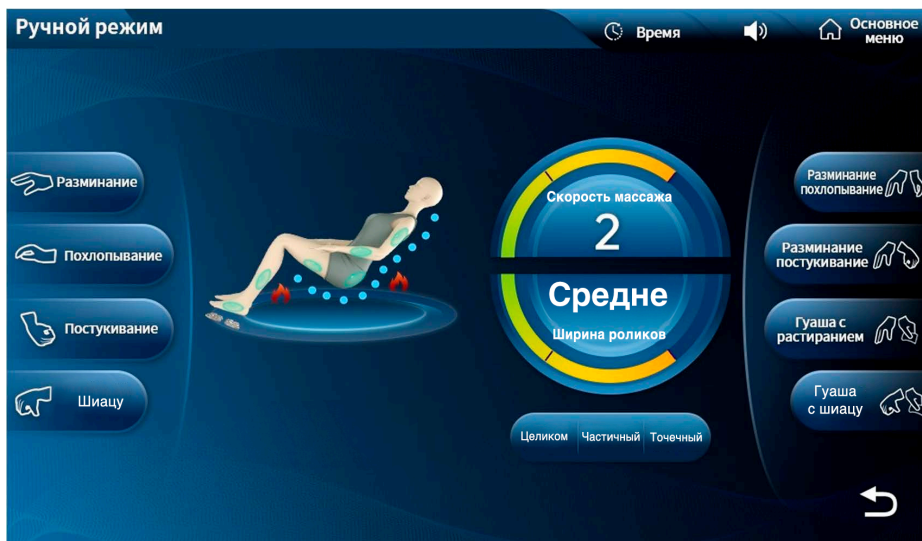 Ручной режим
Время
Основное
меню
Разминание
Похлопывание
Постукивание
Шиацу
Скорость массажа
2
Средне
Ширина роликов
Целиком Частичный Точечный
Разминание
похлопывание
Разминание
постукивание
Гуаша с
растиранием
Гуаша
с шиацу